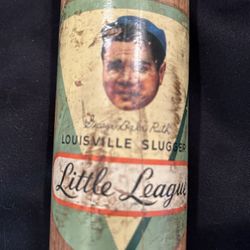 George "Babe" Ruth
LOUISVILLE SLUGGER
Little League